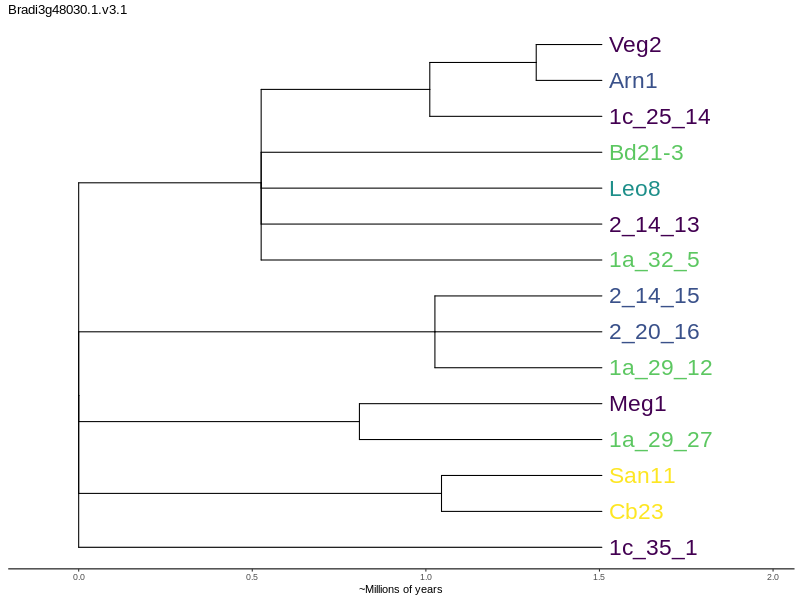 Bradi3g48030.1.v3.1
Veg2
Arn1
1c_25_14
Bd21-3
Leo8
2_14_13
1a_32_5
2_14_15
2_20_16
1a_29_12
Meg1
1a_29_27
San11
Cb23
1c_35_1
0.0 0.5 1.0 1.5 2.0
~Millions of years